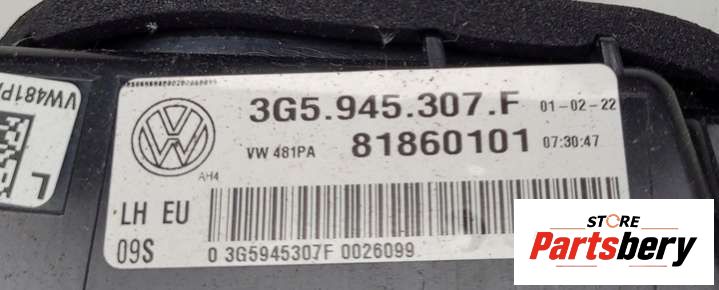 VW481P
L
3G5.945.307.F 01-02-22
VW 481PA 81860101 07:30:47
AH4
LH EU
09S 0 3G5945307F 0026099
STORE
Partsbery